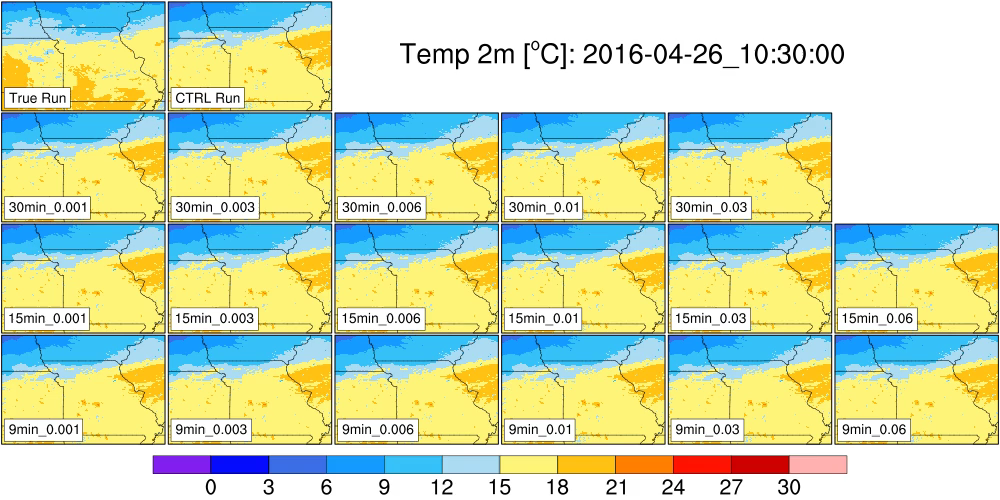 Temp 2m [°C]: 2016-04-26_10:30:00
True Run
CTRL Run
30min_0.001
30min_0.003
30min_0.006
30min_0.01
30min_0.03
15min_0.001
15min_0.003
15min_0.006
15min_0.01
15min_0.03
15min_0.06
9min_0.001
9min_0.003
9min_0.006
9min_0.01
9min_0.03
9min_0.06
0 3 6 9 12 15 18 21 24 27 30